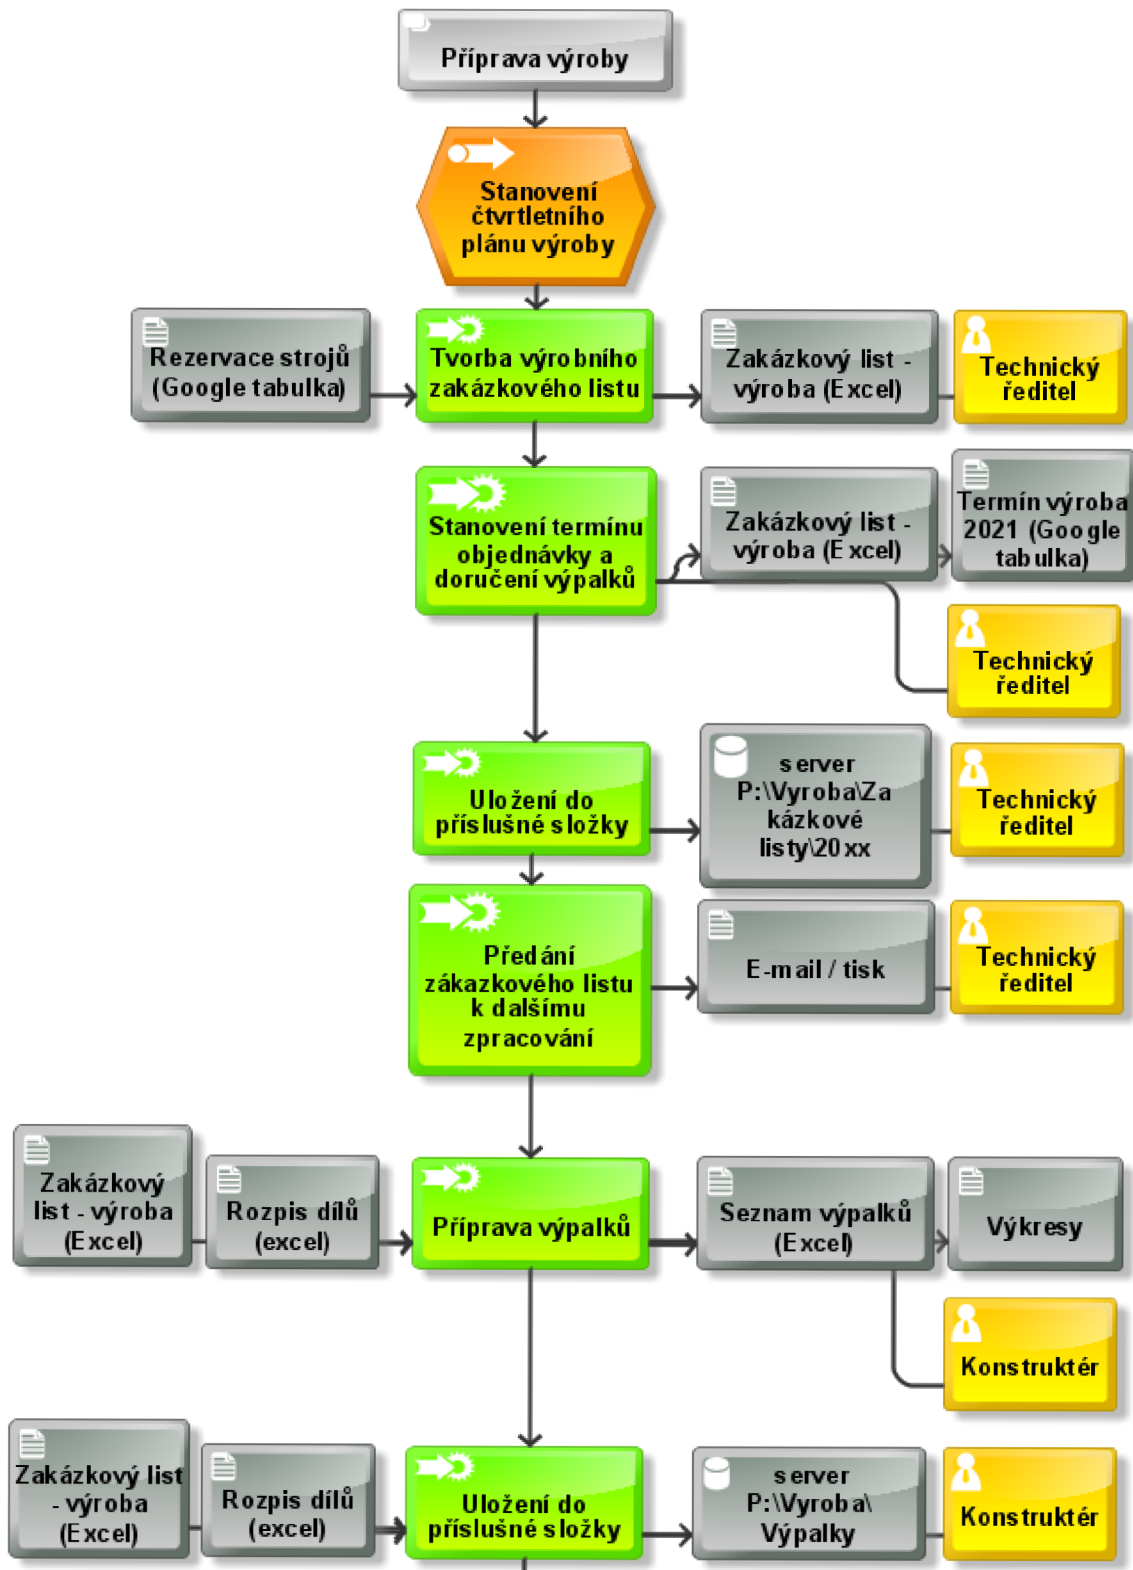 Příprava výroby
Stanovení
čtvrtletního
plánu výroby
Rezervace strojů
(Google tabulka)
Tvorba výrobního
zakázkového listu
Zakázkový list -
výroba (Excel)
Technický
ředitel
Stanovení termínu
objednávky a
doručení výpalků
Zakázkový list -
výroba (Excel)
Termín výroba
2021 (Google
tabulka)
Technický
ředitel
Uložení do
příslušné složky
server
P:\Vyroba\Za
kázkové
listy\20xx
Technický
ředitel
Předání
zákazkového listu
k dalšímu
zpracování
E-mail / tisk
Technický
ředitel
Zakázkový
list - výroba
(Excel)
Rozpis dílů
(excel)
Příprava výpalků
Seznam výpalků
(Excel)
Výkresy
Konstruktér
Zakázkový list
- výroba
(Excel)
Rozpis dílů
(excel)
Uložení do
příslušné složky
server
P:\Vyroba\
Výpalky
Konstruktér